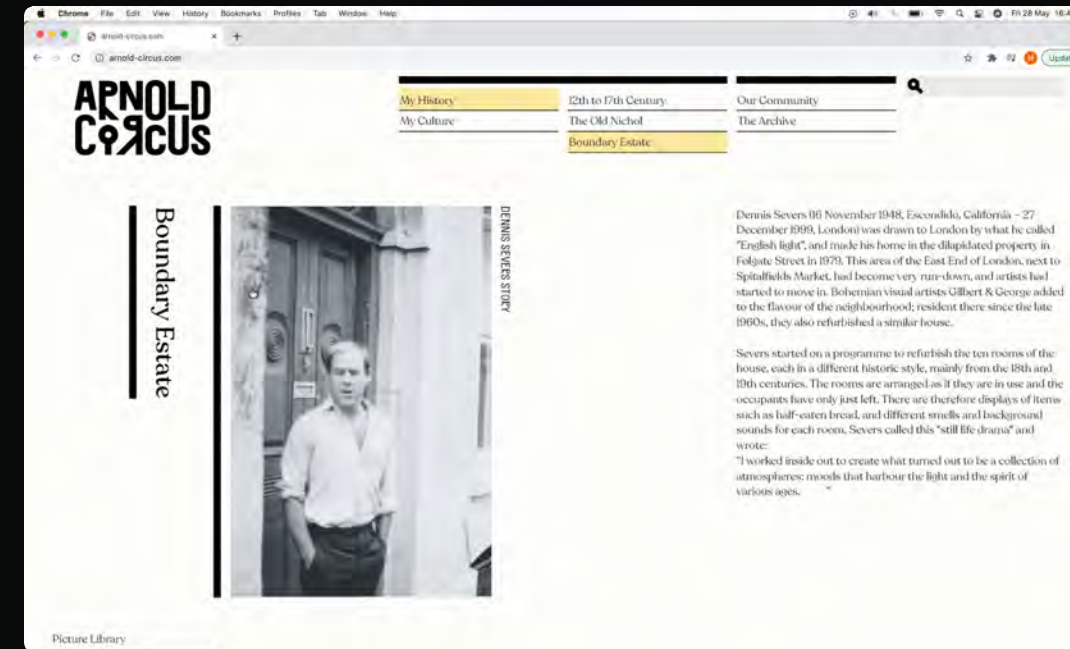 Chrome File Edit View History Bookmarks Profiles Tab Window Help
Fri 28 May
arnold-circus.com
arnold-circus.com
ARNOLD
CIRCUS
My History
My Culture
12th to 17th Century
The Old Nichol
Boundary Estate
Our Community
The Archive
Boundary Estate
DENNIS SEVERS STORY
Dennis Severs (16 November 1948, Escondido, California – 27
December 1999, London) was drawn to London by what he called
"English light", and made his home in the dilapidated property in
Folgate Street in 1979. This area of the East End of London, next to
Spitalfields Market, had become very run-down, and artists had
started to move in. Bohemian visual artists Gilbert & George added
to the flavour of the neighbourhood; resident there since the late
1960s, they also refurbished a similar house.
Severs started on a programme to refurbish the ten rooms of the
house, each in a different historic style, mainly from the 18th and
19th centuries. The rooms are arranged as if they are in use and the
occupants have only just left. There are therefore displays of items
such as half-eaten bread, and different smells and background
sounds for each room. Severs called this "still life drama" and
wrote:
"I worked inside out to create what turned out to be a collection of
atmospheres: moods that harbour the light and the spirit of
various ages. "
Picture Library